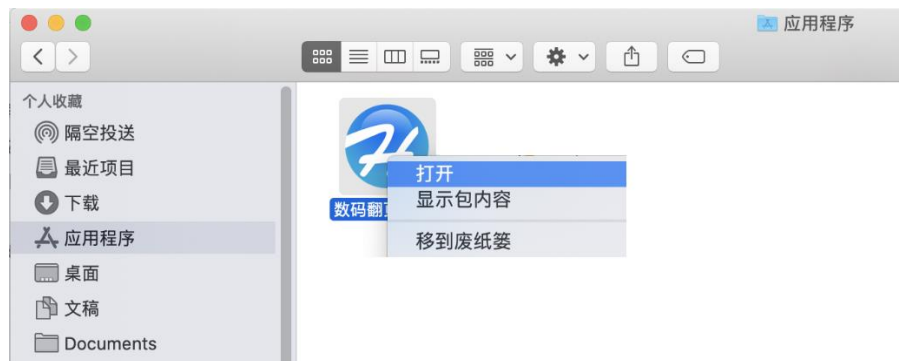 应用程序
个人收藏
隔空投送
最近项目
下载
应用程序
桌面
文稿
Documents
数码翻
打开
显示包内容
移到废纸篓